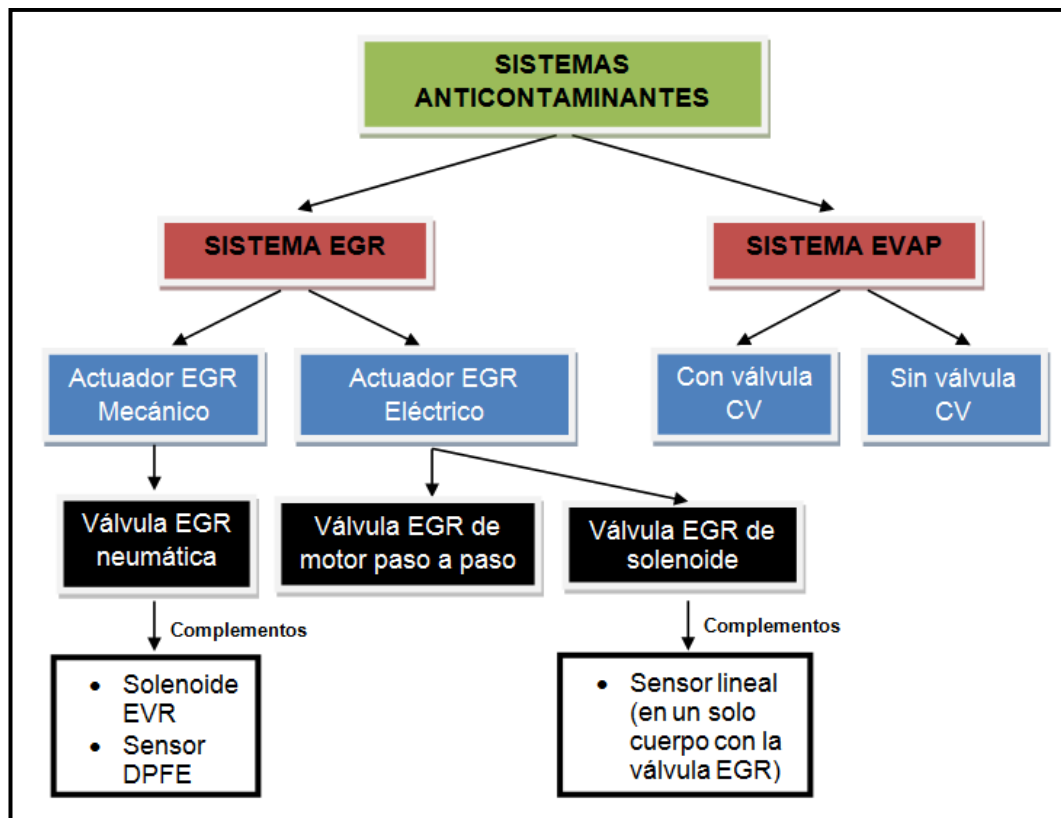 SISTEMAS
ANTICONTAMINANTES
SISTEMA EGR
SISTEMA EVAP
Actuador EGR
Mecánico
Actuador EGR
Eléctrico
Con válvula
CV
Sin válvula
CV
Válvula EGR
neumática
Válvula EGR de
motor paso a paso
Válvula EGR de
solenoide
Complementos
Complementos
• Solenoide
EVR
• Sensor
DPFE
• Sensor lineal
(en un solo
cuerpo con la
válvula EGR)